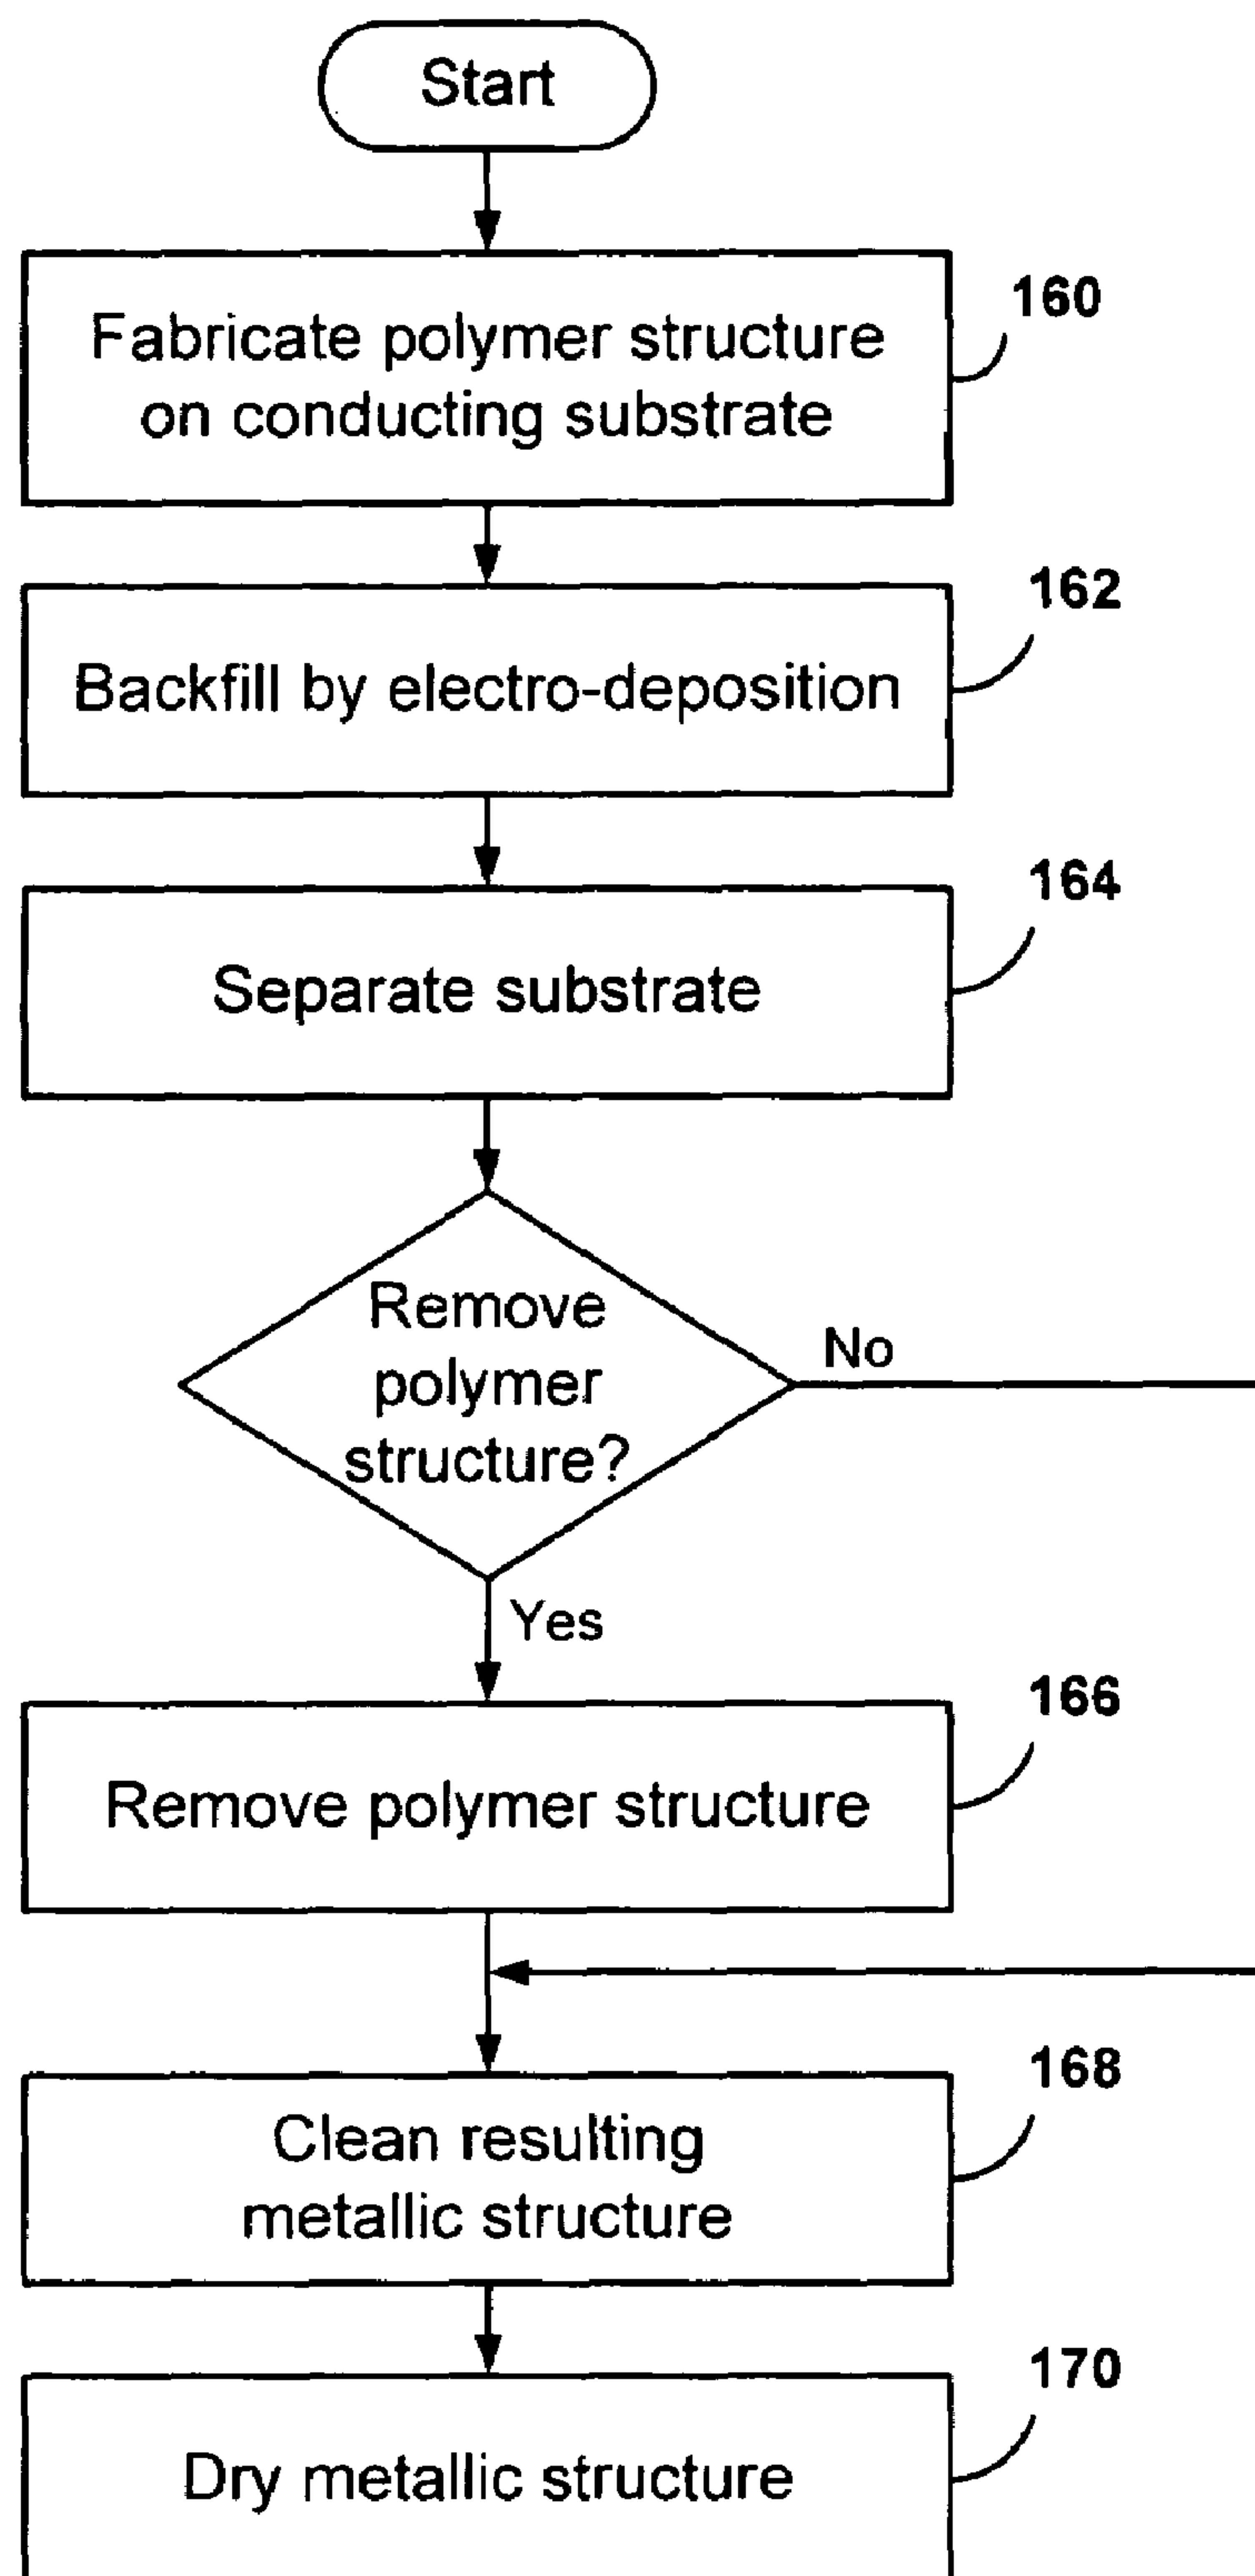 Start
Fabricate polymer structure
on conducting substrate
160
Backfill by electro-deposition
162
Separate substrate
164
Remove
polymer
structure?
No
Yes
Remove polymer structure
166
Clean resulting
metallic structure
168
Dry metallic structure
170